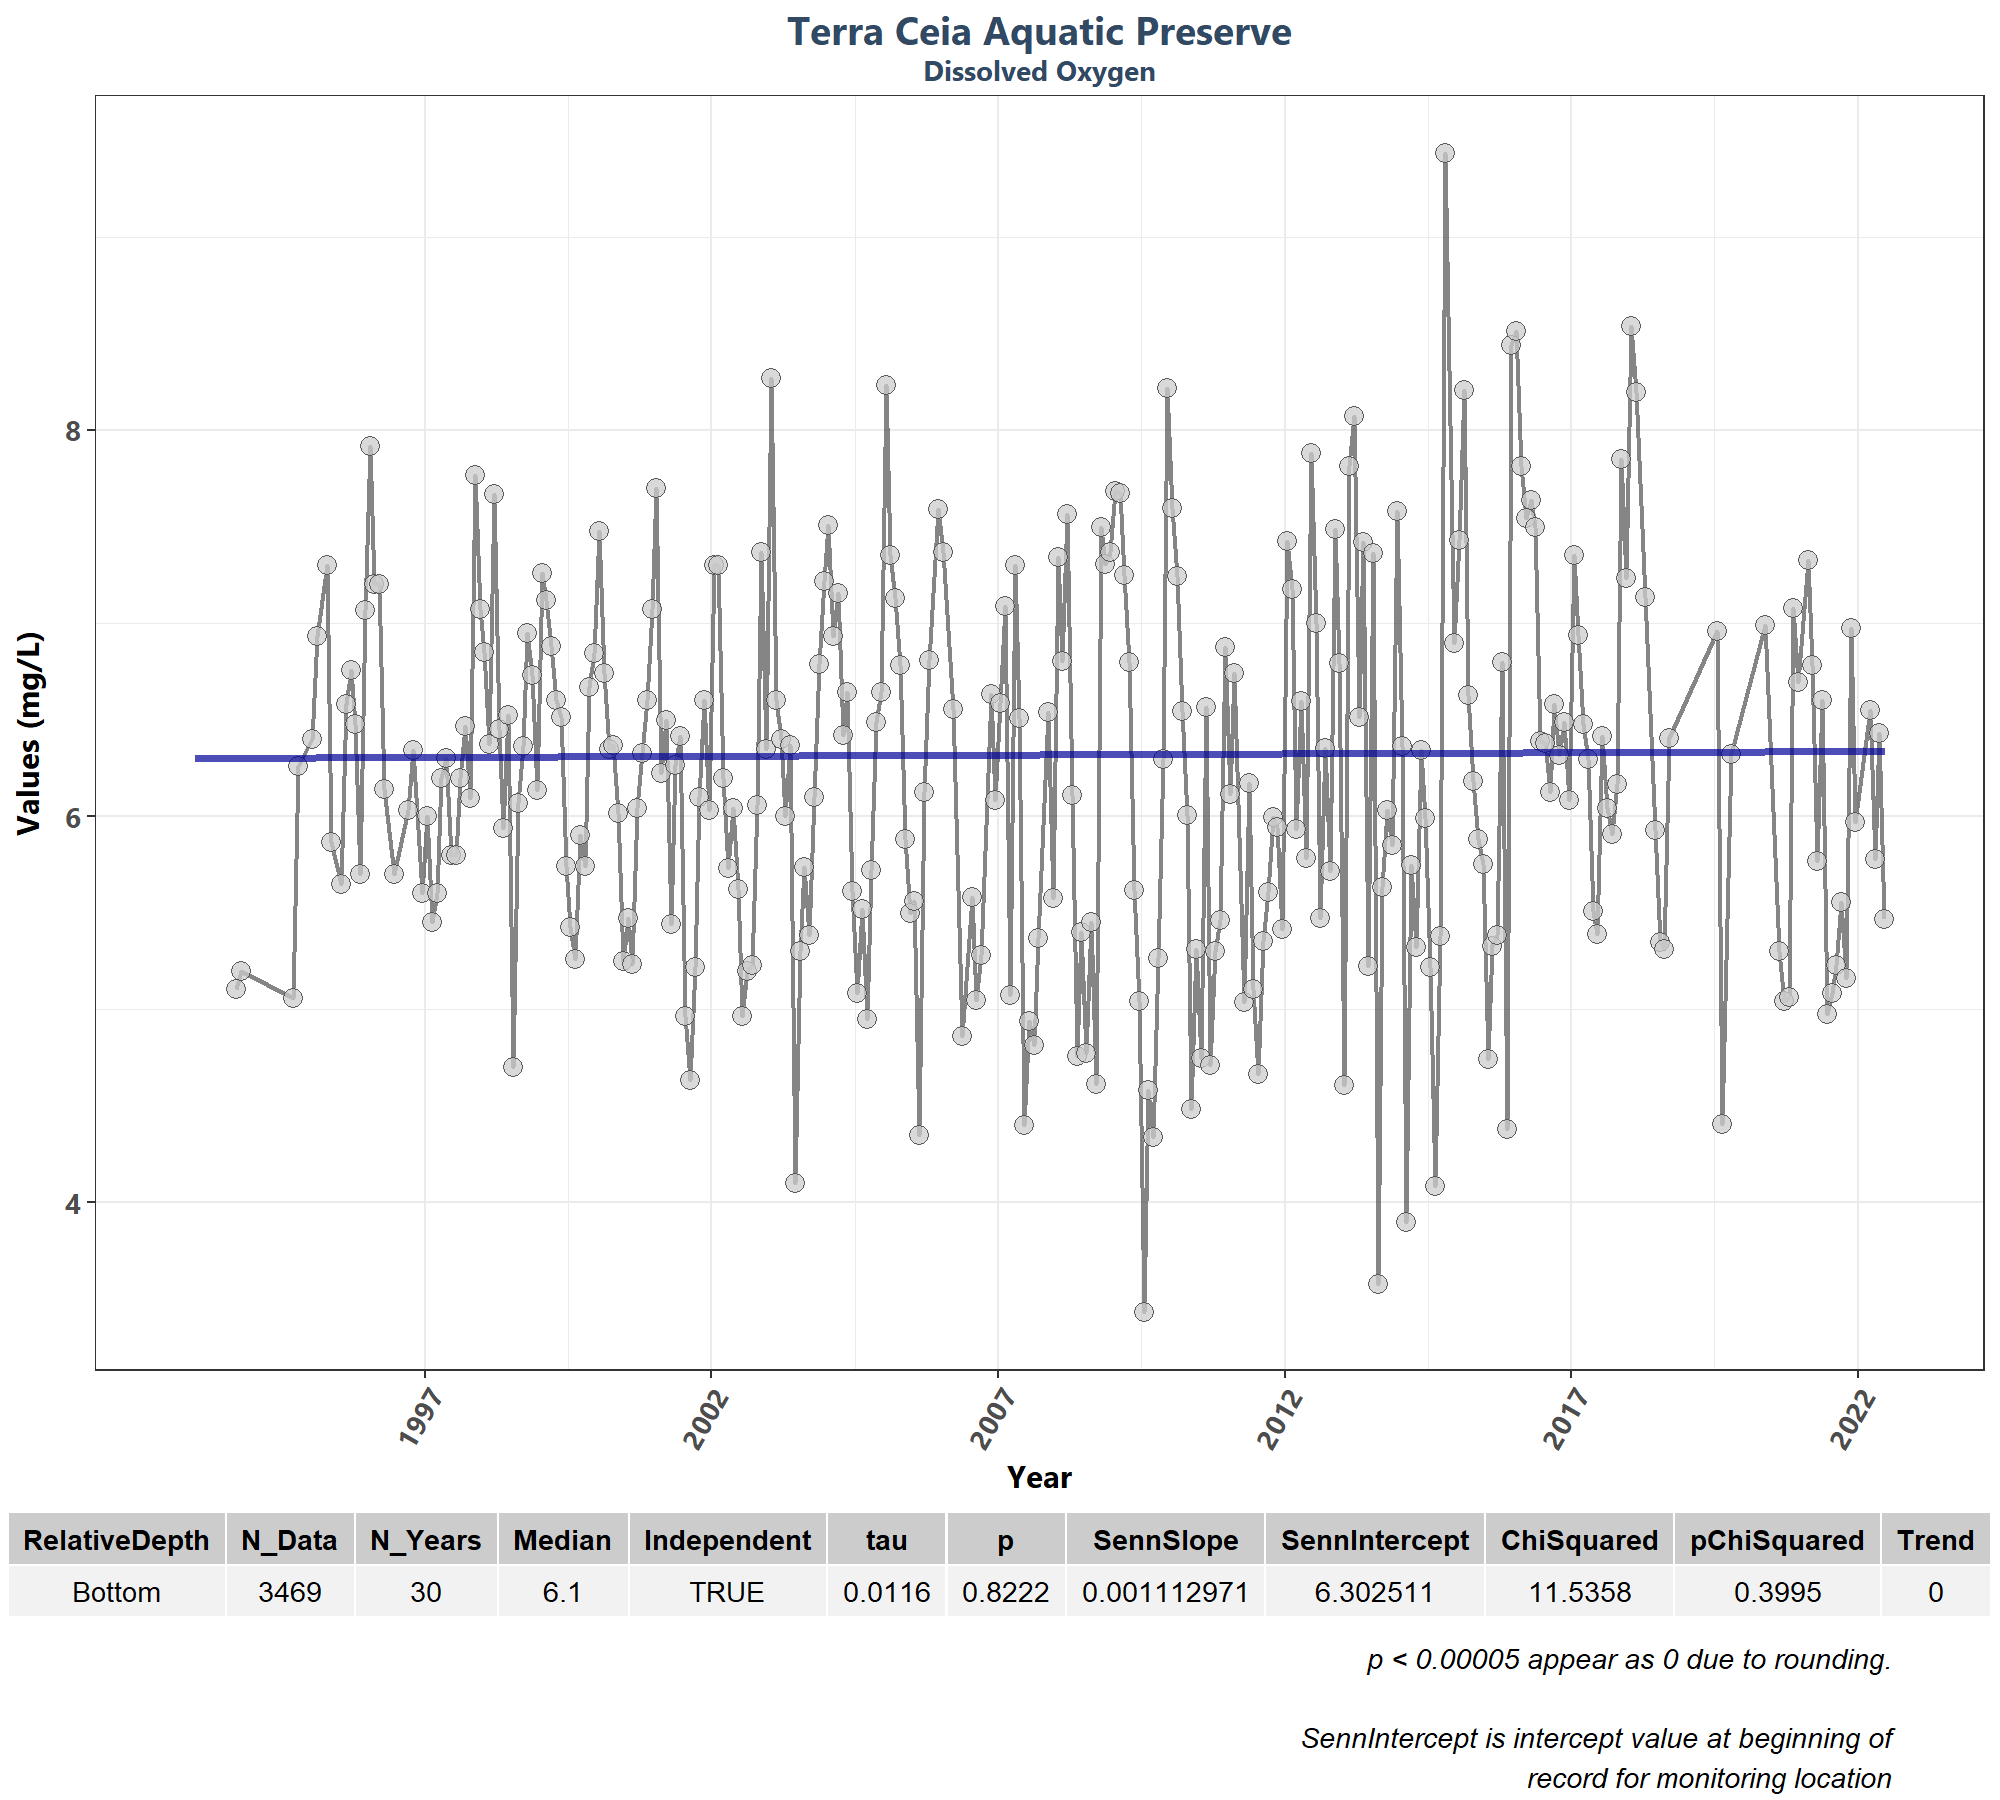 Terra Ceia Aquatic Preserve
Dissolved Oxygen
Values (mg/L)
8
6
4
1997 2002 2007 2012 2017 2022
Year
RelativeDepth N_Data N_Years Median Independent tau p SennSlope SennIntercept ChiSquared pChiSquared Trend
Bottom 3469 30 6.1 TRUE 0.0116 0.8222 0.001112971 6.302511 11.5358 0.3995 0
p < 0.00005 appear as 0 due to rounding.
SennIntercept is intercept value at beginning of
record for monitoring location